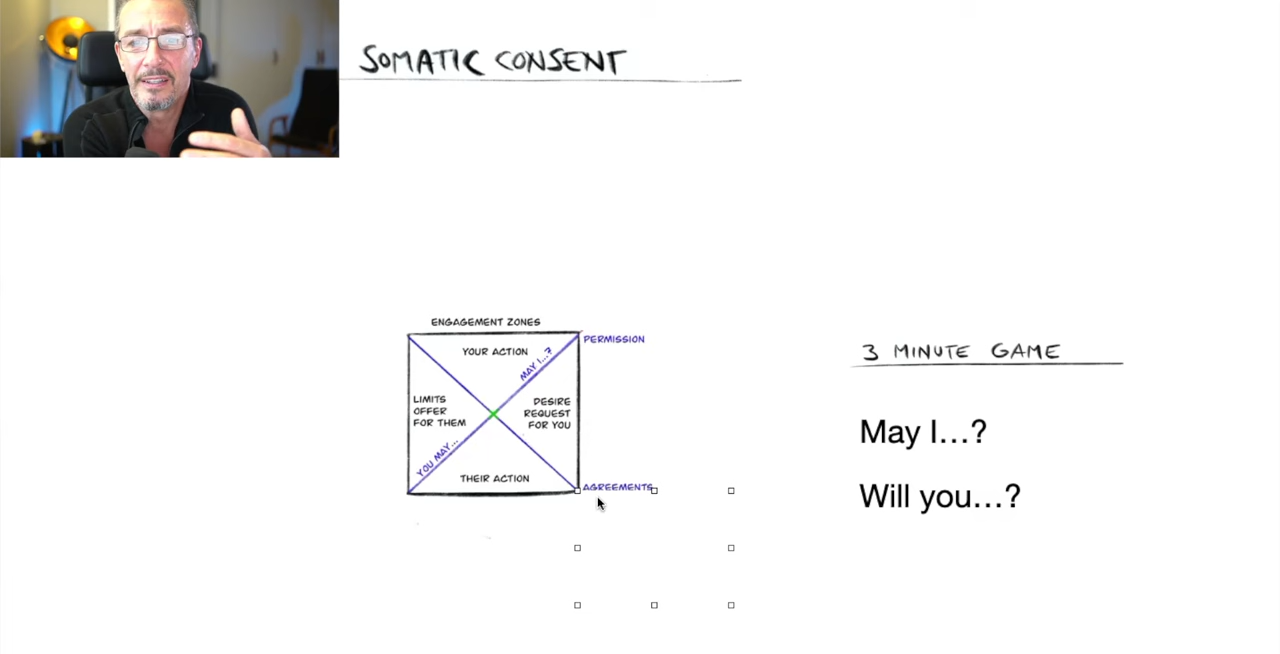 SOMATIC CONSENT
ENGAGEMENT ZONES
PERMISSION
YOUR ACTION
MAY I...?
LIMITS
OFFER
FOR THEM
DESIRE
REQUEST
FOR YOU
YOU MAY...
THEIR ACTION
AGREEMENTS
3 MINUTE GAME
May I...?
Will you...?